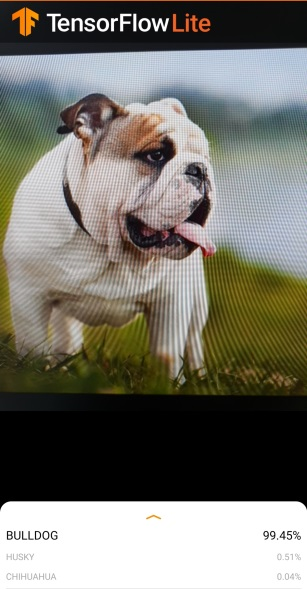 TensorFlow Lite
BULLDOG 99.45%
HUSKY 0.51%
CHIHUAHUA 0.04%